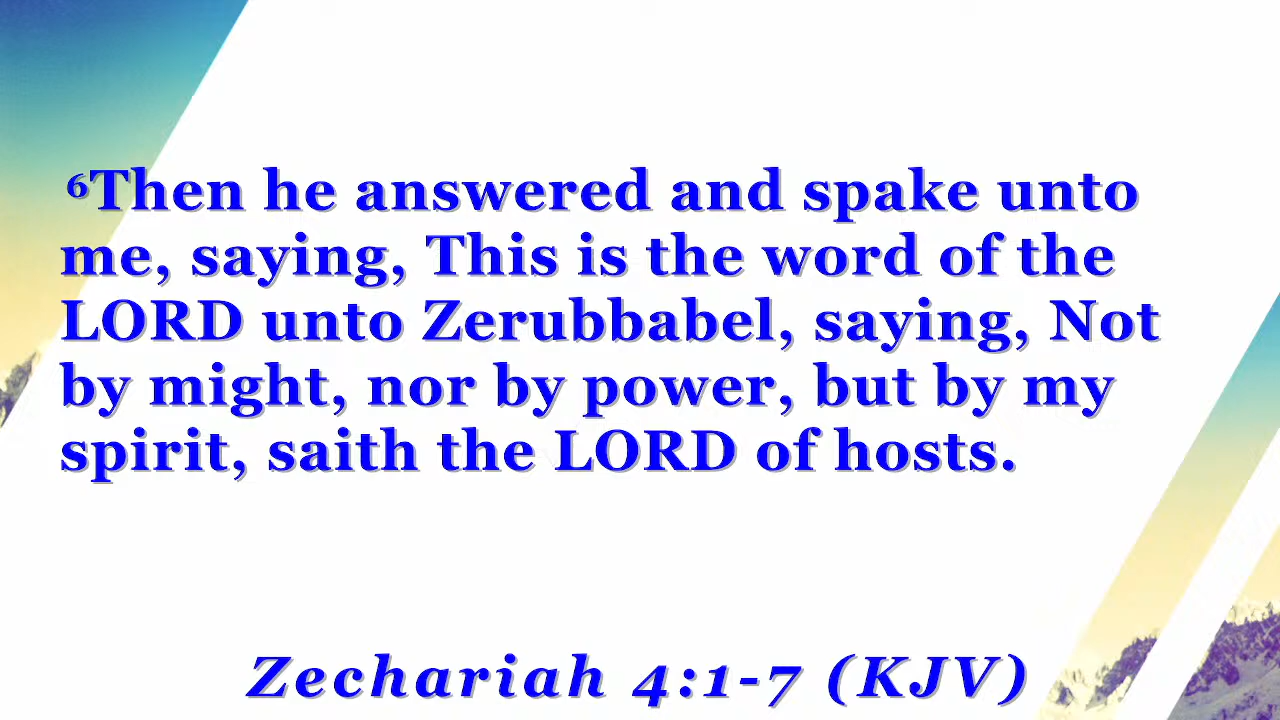 ⁶Then he answered and spake unto
me, saying, This is the word of the
LORD unto Zerubbabel, saying, Not
by might, nor by power, but by my
spirit, saith the LORD of hosts.
Zechariah 4:1-7 (KJV)